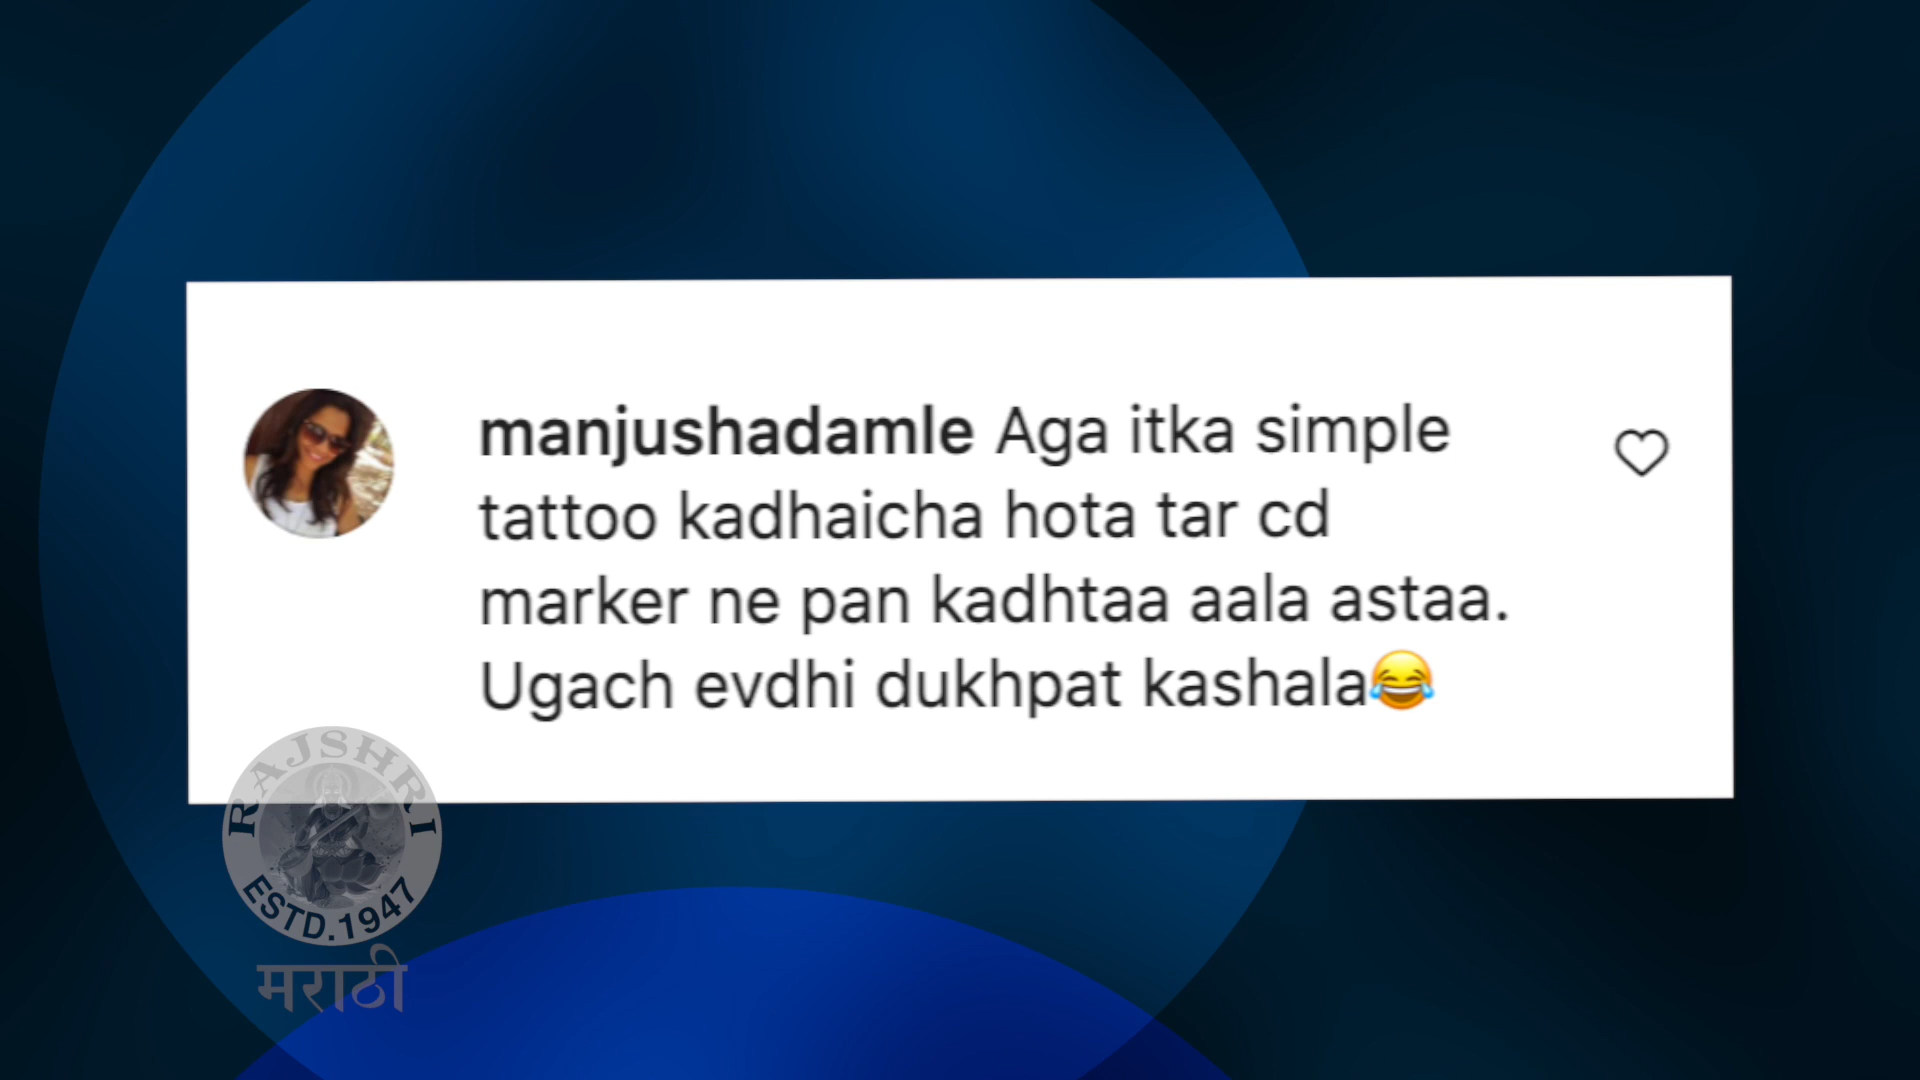 manjushadamle Aga itka simple
tattoo kadhaicha hota tar cd
marker ne pan kadhtaa aala astaa.
Ugach evdhi dukhpat kashala😂
RAJSHRI
ESTD.1947
मराठी